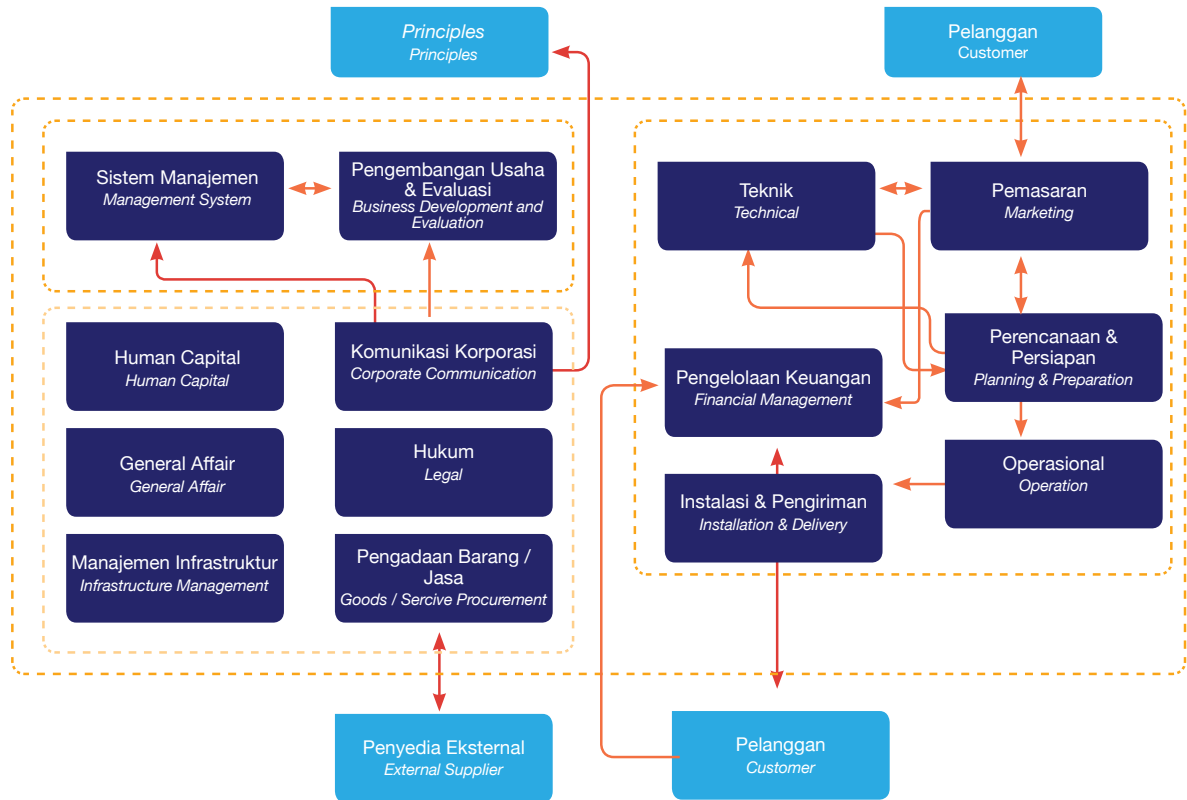 Principles
Principles
Pelanggan
Customer
Sistem Manajemen
Management System
Pengembangan Usaha
& Evaluasi
Business Development and
Evaluation
Human Capital
Human Capital
Komunikasi Korporasi
Corporate Communication
General Affair
General Affair
Hukum
Legal
Manajemen Infrastruktur
Infrastructure Management
Pengadaan Barang /
Jasa
Goods / Sercive Procurement
Teknik
Technical
Pemasaran
Marketing
Pengelolaan Keuangan
Financial Management
Perencanaan &
Persiapan
Planning & Preparation
Instalasi & Pengiriman
Installation & Delivery
Operasional
Operation
Penyedia Eksternal
External Supplier
Pelanggan
Customer